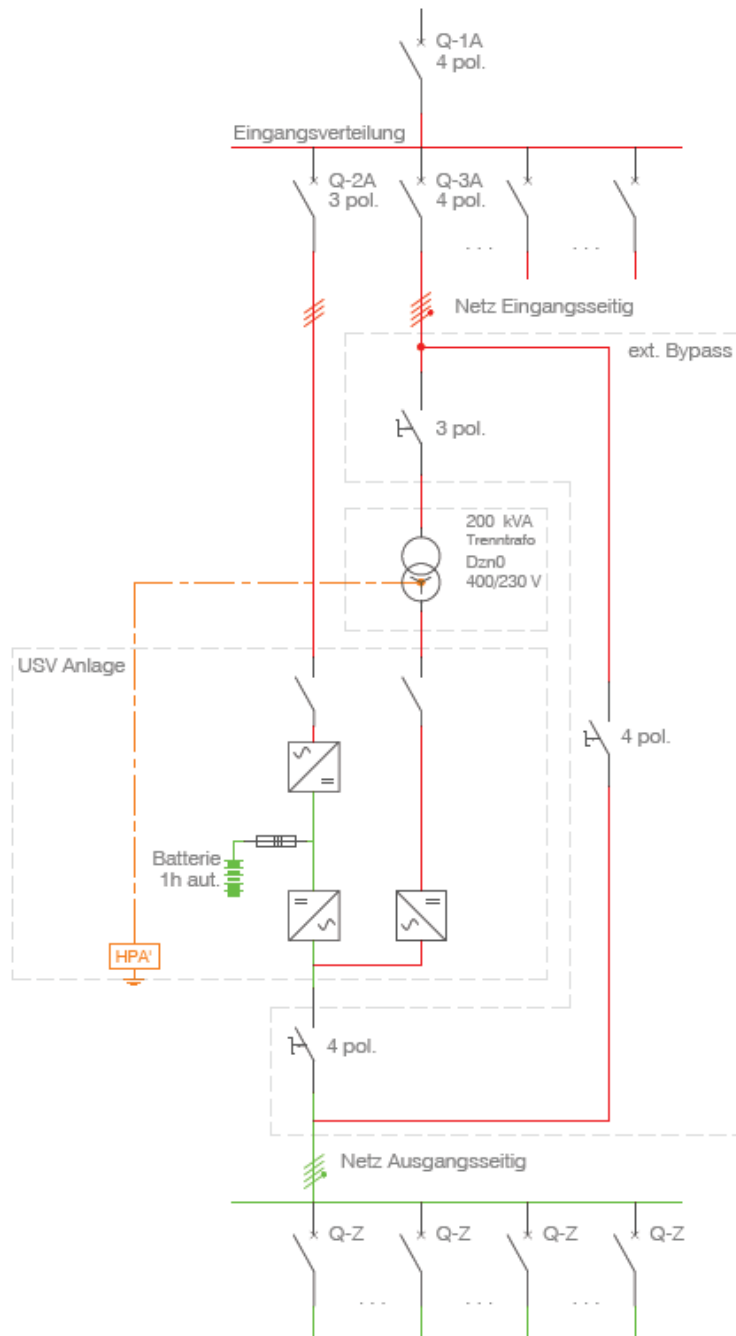 Q-1A
4 pol.
Eingangsverteilung
Q-2A
3 pol.
Q-3A
4 pol.
...
...
Netz Eingangsseitig
ext. Bypass
3 pol.
200 kVA
Trenntrafo
Dzn0
400/230 V
USV Anlage
4 pol.
Batterie
1h aut.
HPA'
4 pol.
Netz Ausgangsseitig
Q-Z
Q-Z
Q-Z
Q-Z
...
...
...